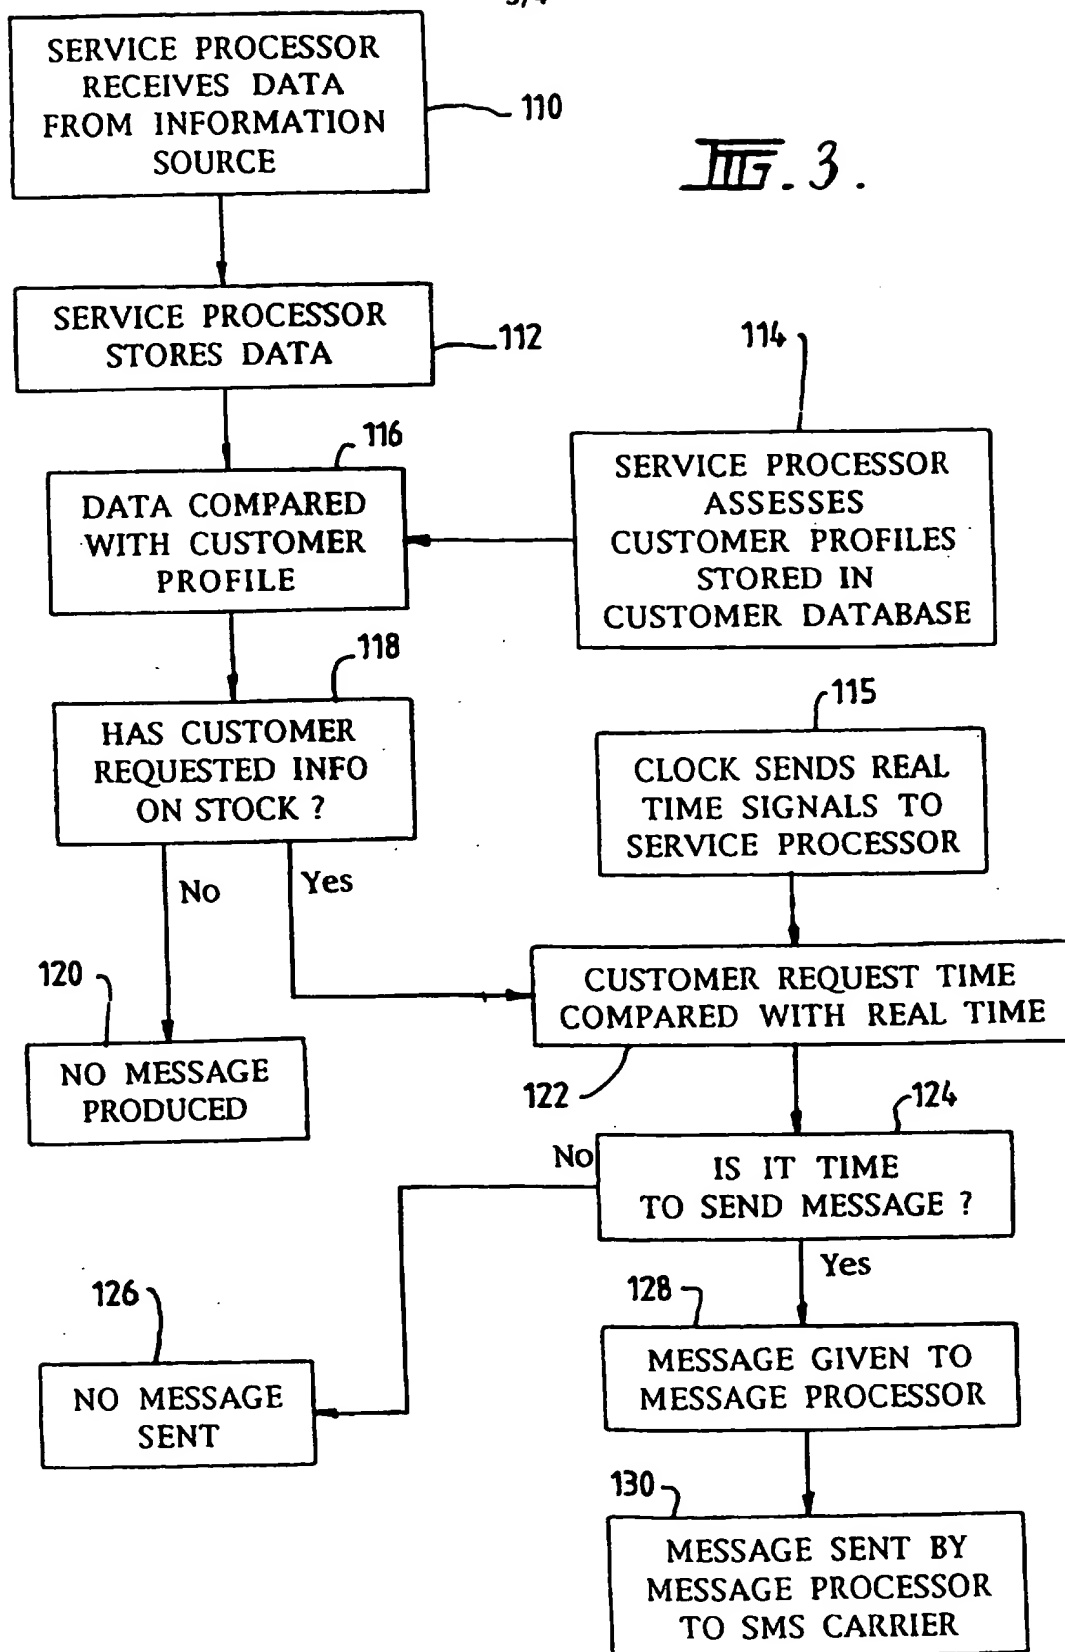 3/4
SERVICE PROCESSOR
RECEIVES DATA
FROM INFORMATION
SOURCE
110
FIG. 3.
SERVICE PROCESSOR
STORES DATA
112
114
116
DATA COMPARED
WITH CUSTOMER
PROFILE
SERVICE PROCESSOR
ASSESSES
CUSTOMER PROFILES
STORED IN
CUSTOMER DATABASE
118
HAS CUSTOMER
REQUESTED INFO
ON STOCK ?
115
CLOCK SENDS REAL
TIME SIGNALS TO
SERVICE PROCESSOR
No
Yes
120
NO MESSAGE
PRODUCED
CUSTOMER REQUEST TIME
COMPARED WITH REAL TIME
122
124
No
IS IT TIME
TO SEND MESSAGE ?
Yes
126
NO MESSAGE
SENT
128
MESSAGE GIVEN TO
MESSAGE PROCESSOR
130
MESSAGE SENT BY
MESSAGE PROCESSOR
TO SMS CARRIER